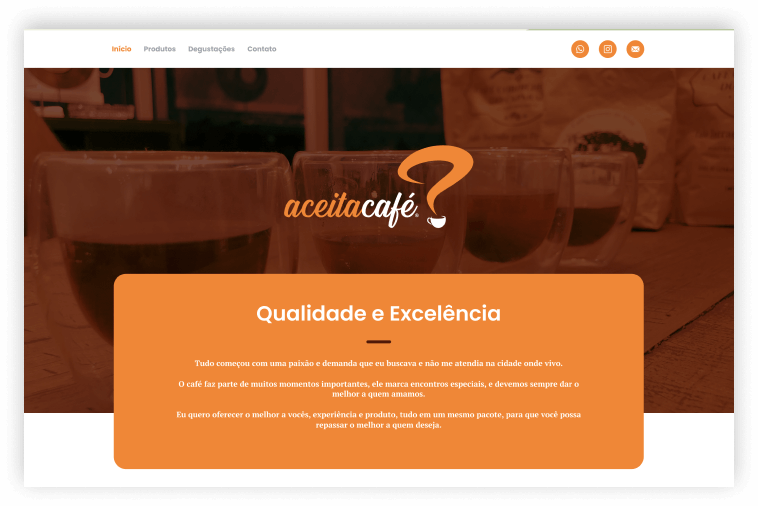 Início Produtos Degustações Contato
aceitacafé?
Qualidade e Excelência
Tudo começou com uma paixão e demanda que eu buscava e não me atendia na cidade onde vivo.
O café faz parte de muitos momentos importantes, ele marca encontros especiais, e devemos sempre dar o
melhor a quem amamos.
Eu quero oferecer o melhor a vocês, experiência e produto, tudo em um mesmo pacote, para que você possa
repassar o melhor a quem deseja.